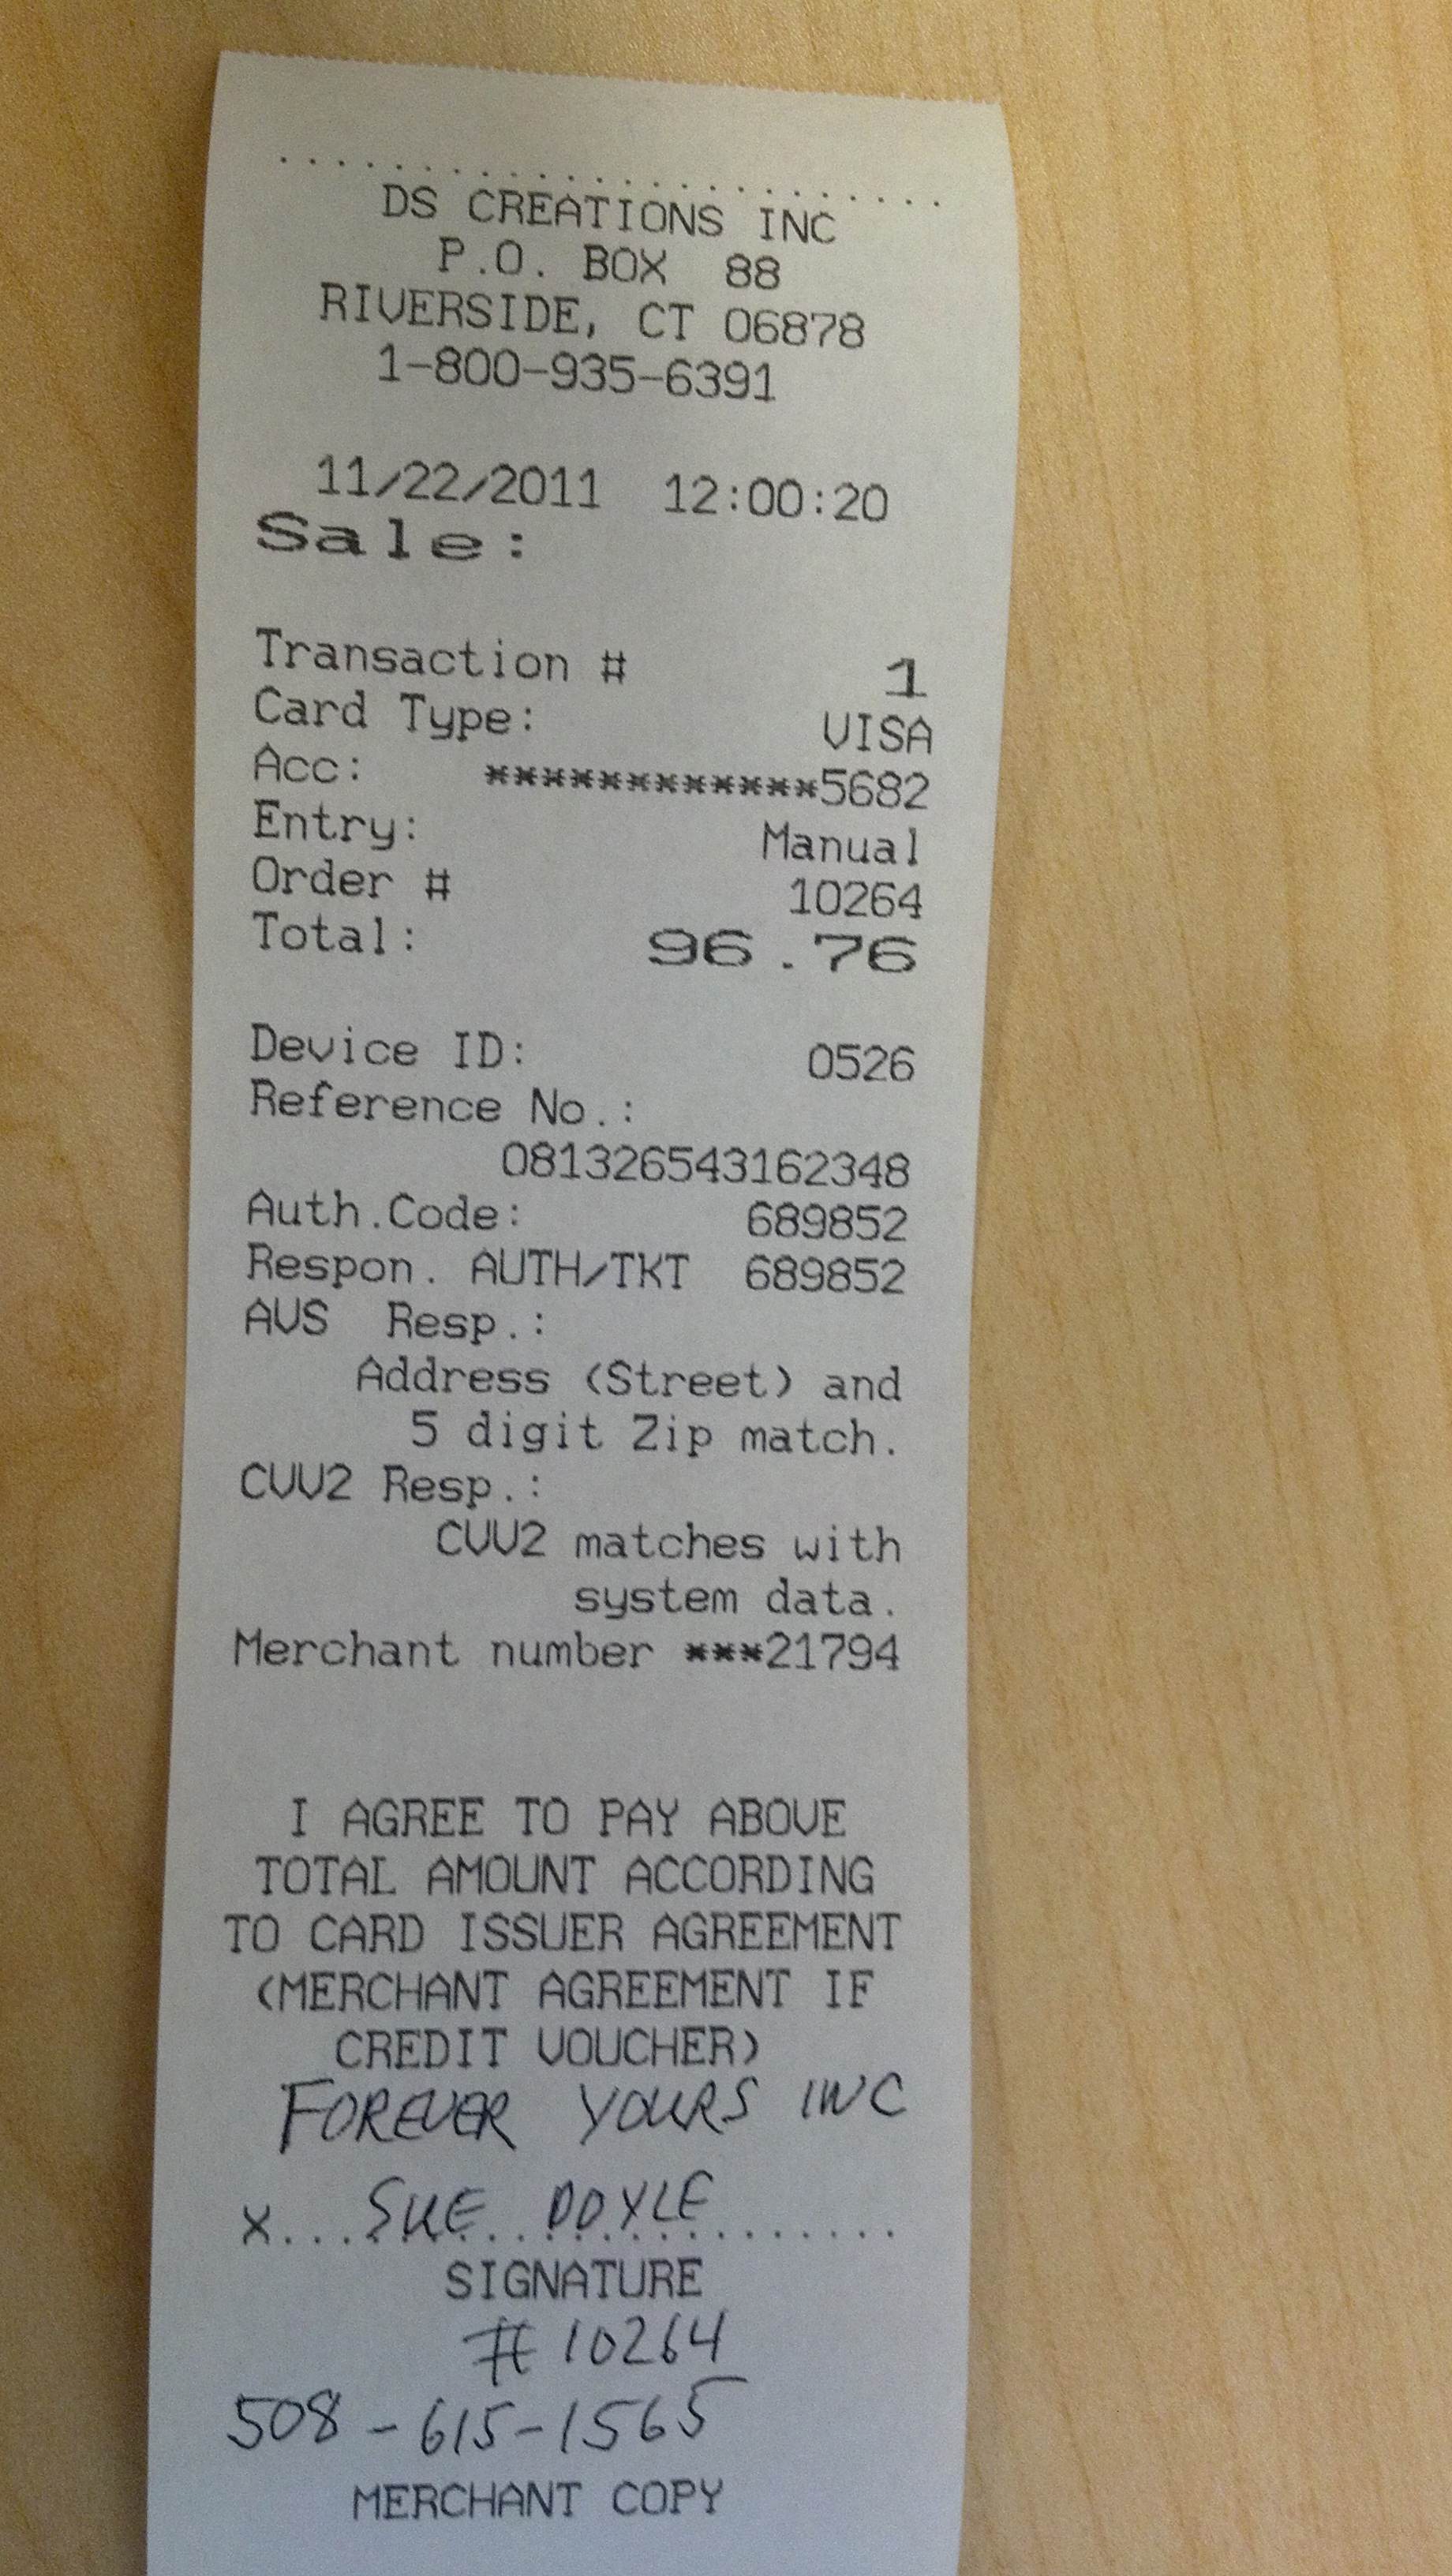 ........................
DS CREATIONS INC
P.O. BOX 88
RIVERSIDE, CT 06878
1-800-935-6391
11/22/2011 12:00:20
Sale:
Transaction # 1
Card Type: VISA
Acc: ************5682
Entry: Manual
Order # 10264
Total: 96.76
Device ID: 0526
Reference No.:
081326543162348
Auth.Code: 689852
Respon. AUTH/TKT 689852
AVS Resp.:
Address (Street) and
5 digit Zip match.
CVV2 Resp.:
CVV2 matches with
system data.
Merchant number ***21794
I AGREE TO PAY ABOVE
TOTAL AMOUNT ACCORDING
TO CARD ISSUER AGREEMENT
(MERCHANT AGREEMENT IF
CREDIT VOUCHER)
FOREVER YOURS INC
X... SUE DOYLE
SIGNATURE
#10264
508-615-1565
MERCHANT COPY